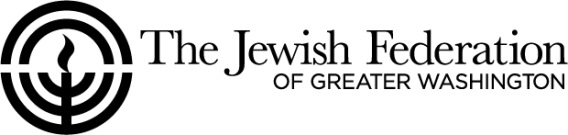 The Jewish Federation
OF GREATER WASHINGTON